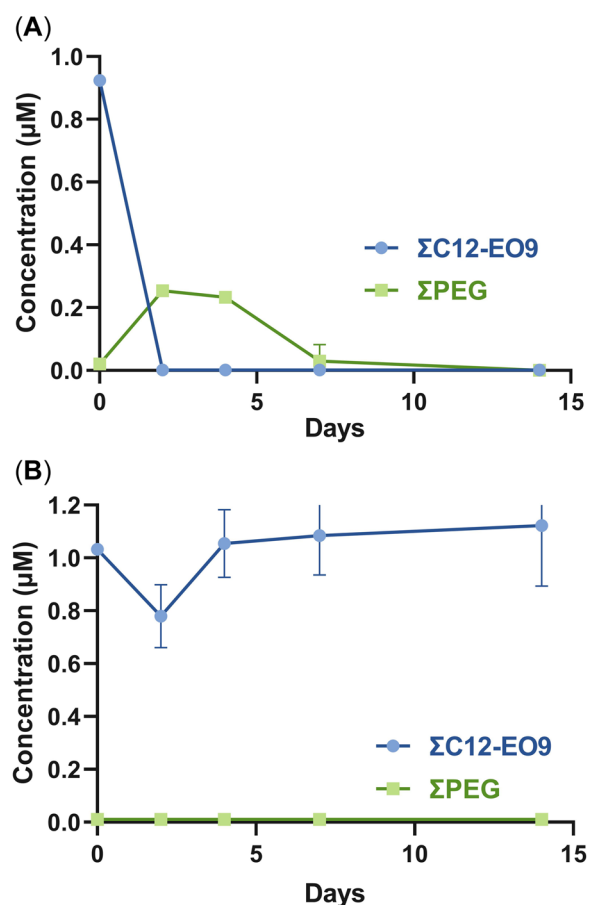 (A)
Concentration (µM)
1.0
0.8
0.6
0.4
0.2
0.0
ΣC12-EO9
ΣPEG
0 5 10 15
Days
(B)
Concentration (µM)
1.2
1.0
0.8
0.6
0.4
0.2
0.0
ΣC12-EO9
ΣPEG
0 5 10 15
Days